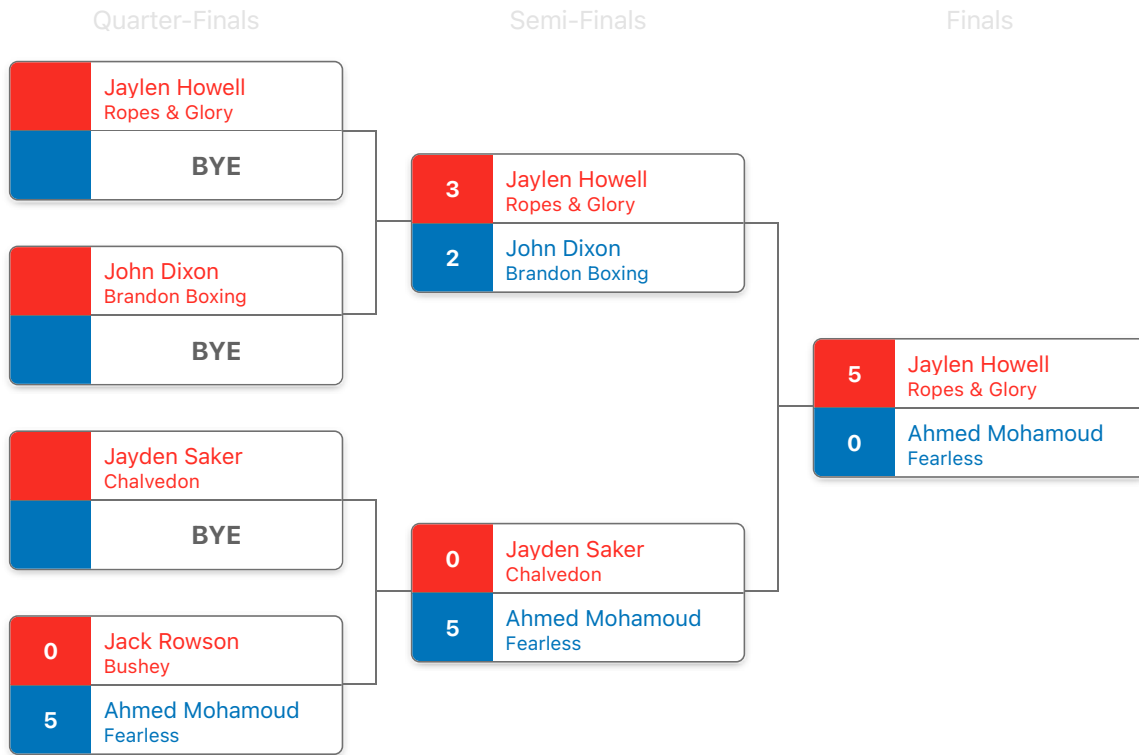 Quarter-Finals
Semi-Finals
Finals
Jaylen Howell
Ropes & Glory
BYE
John Dixon
Brandon Boxing
BYE
Jayden Saker
Chalvedon
BYE
0
Jack Rowson
Bushey
5
Ahmed Mohamoud
Fearless
3
Jaylen Howell
Ropes & Glory
2
John Dixon
Brandon Boxing
0
Jayden Saker
Chalvedon
5
Ahmed Mohamoud
Fearless
5
Jaylen Howell
Ropes & Glory
0
Ahmed Mohamoud
Fearless